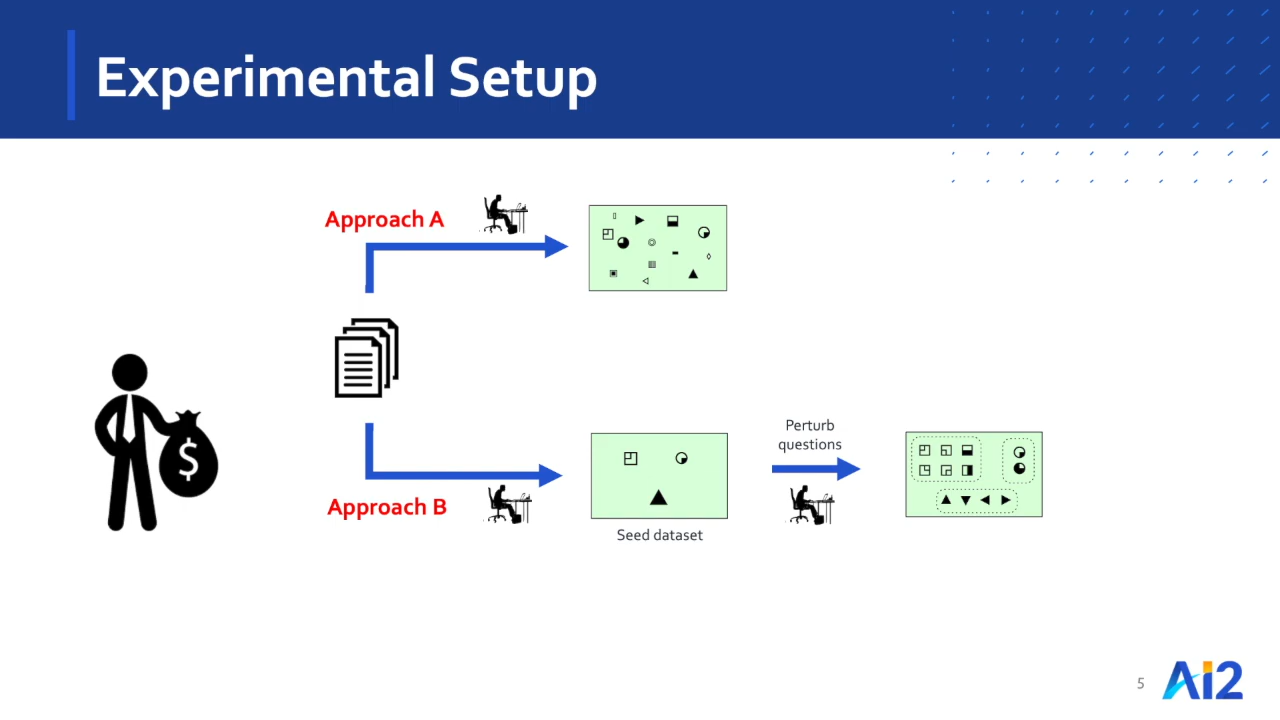 Experimental Setup
Approach A
$
Approach B
Seed dataset
Perturb
questions
5
Ai2